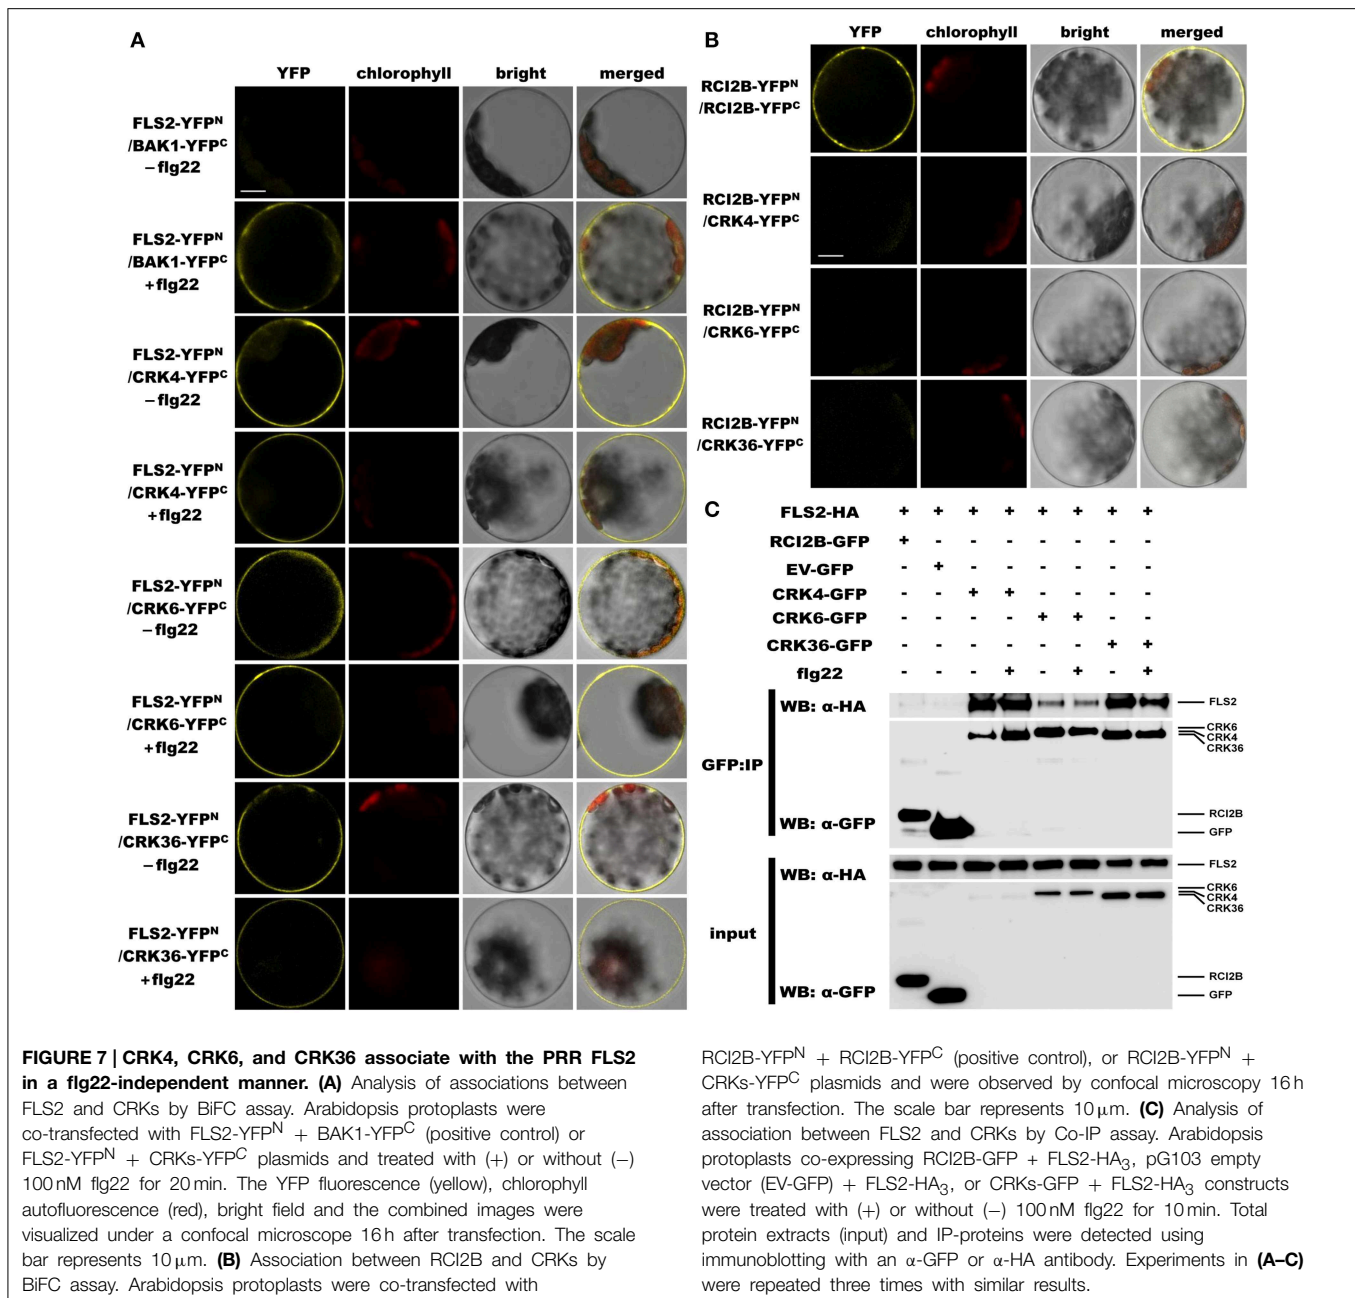 A
YFP chlorophyll bright merged
FLS2-YFPᴺ
/BAK1-YFPᶜ
−flg22
FLS2-YFPᴺ
/BAK1-YFPᶜ
+flg22
FLS2-YFPᴺ
/CRK4-YFPᶜ
−flg22
FLS2-YFPᴺ
/CRK4-YFPᶜ
+flg22
FLS2-YFPᴺ
/CRK6-YFPᶜ
−flg22
FLS2-YFPᴺ
/CRK6-YFPᶜ
+flg22
FLS2-YFPᴺ
/CRK36-YFPᶜ
−flg22
FLS2-YFPᴺ
/CRK36-YFPᶜ
+flg22
B
YFP chlorophyll bright merged
RCI2B-YFPᴺ
/RCI2B-YFPᶜ
RCI2B-YFPᴺ
/CRK4-YFPᶜ
RCI2B-YFPᴺ
/CRK6-YFPᶜ
RCI2B-YFPᴺ
/CRK36-YFPᶜ
C
FLS2-HA + + + + + + + +
RCI2B-GFP + - - - - - - -
EV-GFP - + - - - - - -
CRK4-GFP - - + + - - - -
CRK6-GFP - - - - + + - -
CRK36-GFP - - - - - - + +
flg22 - - - + - + - +
GFP:IP
WB: α-HA
FLS2
CRK6
CRK4
CRK36
WB: α-GFP
RCI2B
GFP
input
WB: α-HA
FLS2
CRK6
CRK4
CRK36
WB: α-GFP
RCI2B
GFP
FIGURE 7 | CRK4, CRK6, and CRK36 associate with the PRR FLS2
in a flg22-independent manner. (A) Analysis of associations between
FLS2 and CRKs by BiFC assay. Arabidopsis protoplasts were
co-transfected with FLS2-YFPᴺ + BAK1-YFPᶜ (positive control) or
FLS2-YFPᴺ + CRKs-YFPᶜ plasmids and treated with (+) or without (−)
100 nM flg22 for 20 min. The YFP fluorescence (yellow), chlorophyll
autofluorescence (red), bright field and the combined images were
visualized under a confocal microscope 16 h after transfection. The scale
bar represents 10 μm. (B) Association between RCI2B and CRKs by
BiFC assay. Arabidopsis protoplasts were co-transfected with
RCI2B-YFPᴺ + RCI2B-YFPᶜ (positive control), or RCI2B-YFPᴺ +
CRKs-YFPᶜ plasmids and were observed by confocal microscopy 16 h
after transfection. The scale bar represents 10 μm. (C) Analysis of
association between FLS2 and CRKs by Co-IP assay. Arabidopsis
protoplasts co-expressing RCI2B-GFP + FLS2-HA₃, pG103 empty
vector (EV-GFP) + FLS2-HA₃, or CRKs-GFP + FLS2-HA₃ constructs
were treated with (+) or without (−) 100 nM flg22 for 10 min. Total
protein extracts (input) and IP-proteins were detected using
immunoblotting with an α-GFP or α-HA antibody. Experiments in (A–C)
were repeated three times with similar results.